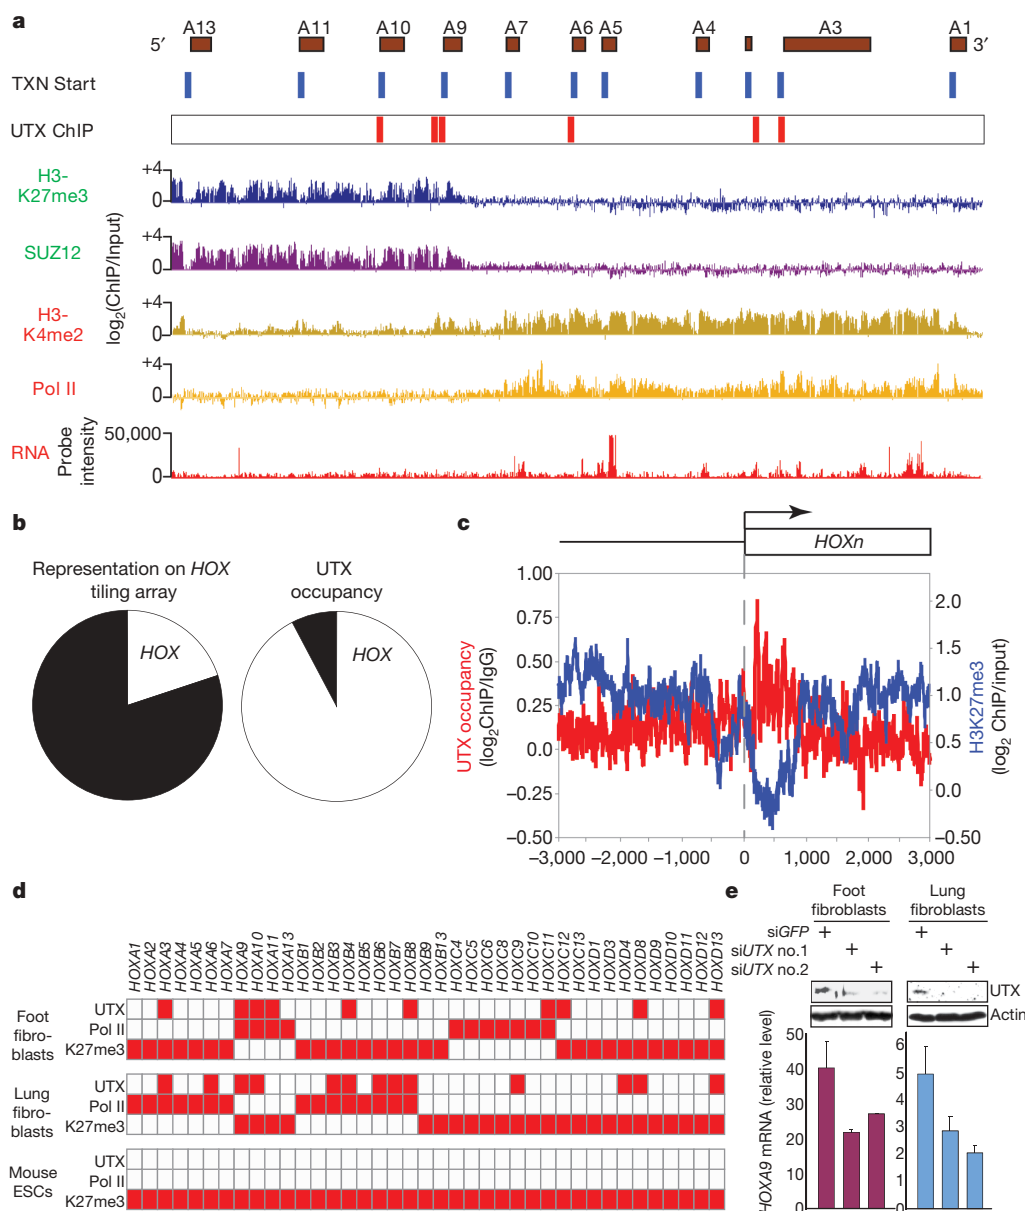 a
A13 A11 A10 A9 A7 A6 A5 A4 A3 A1
5′ 3′
TXN Start
UTX ChIP
H3-
K27me3
+4
0
SUZ12
+4
0
log2(ChIP/Input)
H3-
K4me2
+4
0
Pol II
+4
0
RNA
Probe
intensity
50,000
0
b
Representation on HOX
tiling array
HOX
UTX
occupancy
HOX
c
HOXn
1.00
0.75
0.50
0.25
0.0
−0.25
−0.50
UTX occupancy
(log2ChIP/IgG)
2.0
1.5
1.0
0.5
0.0
−0.50
H3K27me3
(log2 ChIP/input)
−3,000 −2,000 −1,000 0 1,000 2,000 3,000
d
HOXA1
HOXA2
HOXA3
HOXA4
HOXA5
HOXA6
HOXA7
HOXA9
HOXA10
HOXA11
HOXA13
HOXB1
HOXB2
HOXB3
HOXB4
HOXB5
HOXB6
HOXB7
HOXB8
HOXB9
HOXB13
HOXC4
HOXC5
HOXC6
HOXC8
HOXC9
HOXC10
HOXC11
HOXC12
HOXC13
HOXD1
HOXD3
HOXD4
HOXD8
HOXD9
HOXD10
HOXD11
HOXD12
HOXD13
Foot
fibro-
blasts
UTX
Pol II
K27me3
Lung
fibro-
blasts
UTX
Pol II
K27me3
Mouse
ESCs
UTX
Pol II
K27me3
e
Foot
fibroblasts
Lung
fibroblasts
siGFP + +
siUTX no.1 + +
siUTX no.2 + +
UTX
Actin
HOXA9 mRNA (relative level)
50
40
30
20
10
0
6
5
4
3
2
1
0